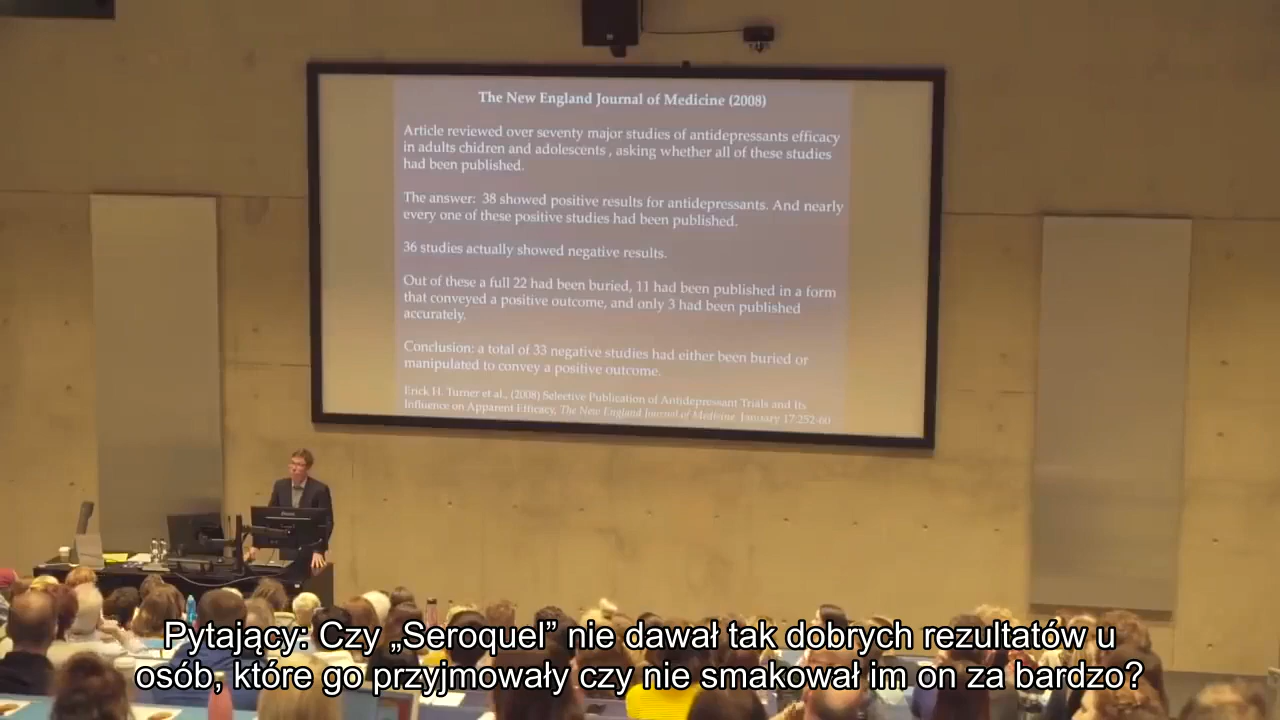 The New England Journal of Medicine (2008)
Article reviewed over seventy major studies of antidepressants efficacy
in adults chidren and adolescents , asking whether all of these studies
had been published.
The answer: 38 showed positive results for antidepressants. And nearly
every one of these positive studies had been published.
36 studies actually showed negative results.
Out of these a full 22 had been buried, 11 had been published in a form
that conveyed a positive outcome, and only 3 had been published
accurately.
Conclusion: a total of 33 negative studies had either been buried or
manipulated to convey a positive outcome.
Erick H. Turner et al., (2008) Selective Publication of Antidepressant Trials and Its
Influence on Apparent Efficacy, The New England Journal of Medicine January 17:252-60
Pytający: Czy „Seroquel” nie dawał tak dobrych rezultatów u
osób, które go przyjmowały czy nie smakował im on za bardzo?